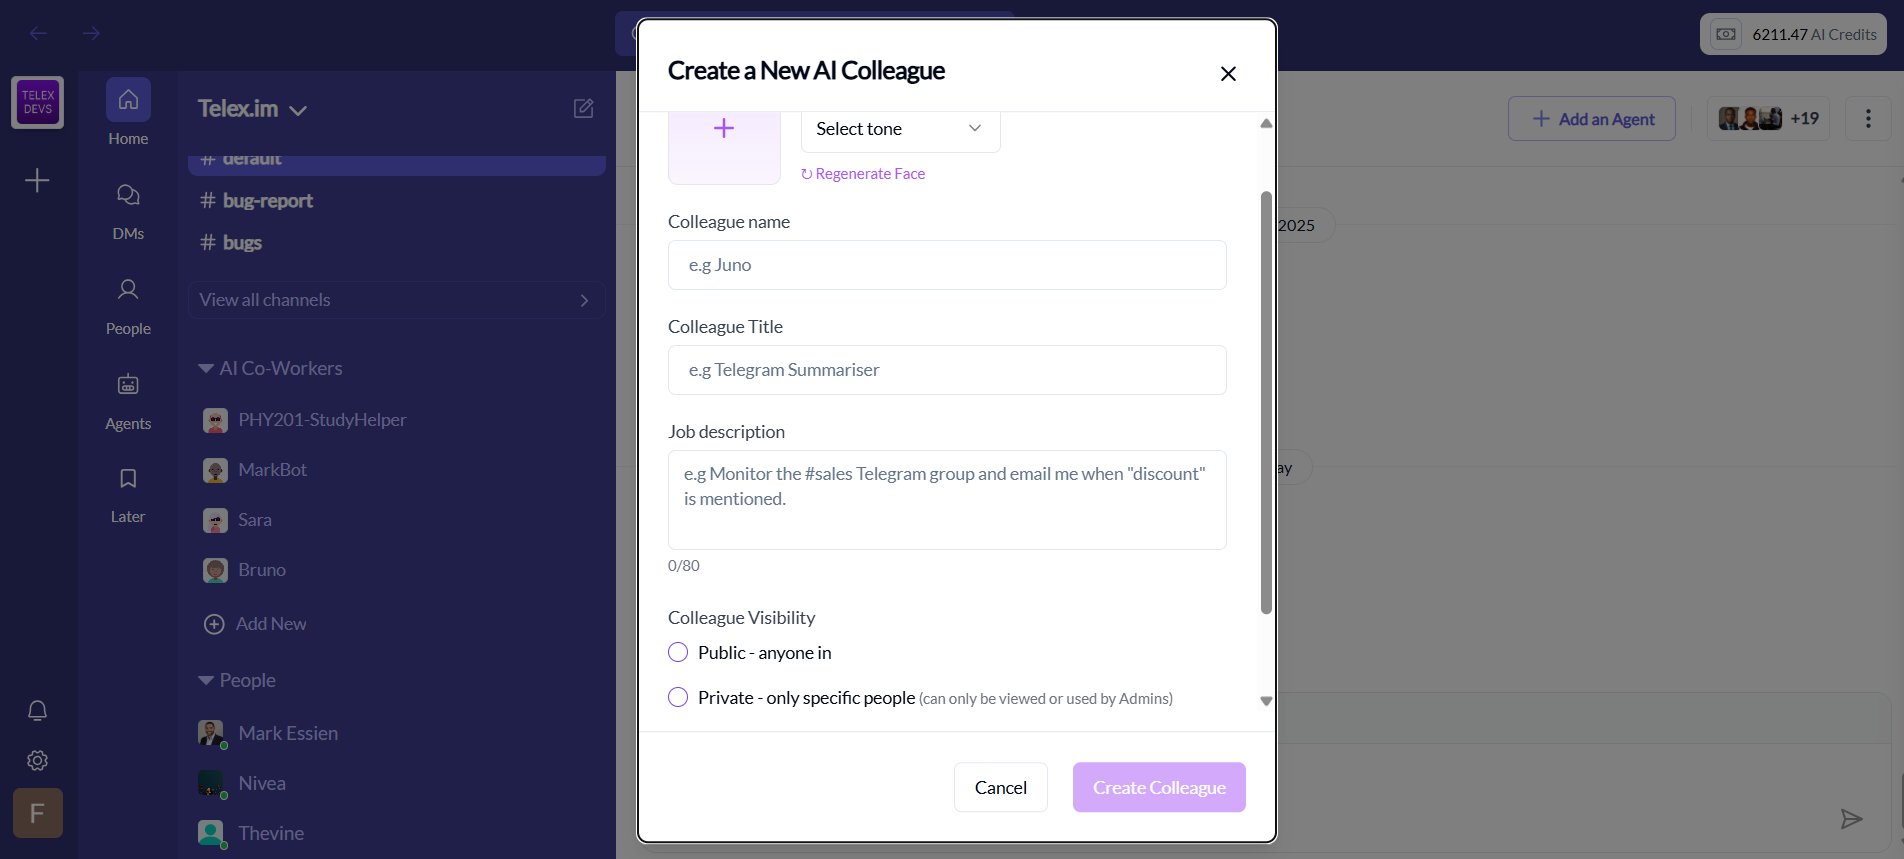 6211.47 AI Credits
TELEX
DEVS
Home
DMs
People
Agents
Later
F
Telex.im
# default
# bug-report
# bugs
View all channels
AI Co-Workers
PHY201-StudyHelper
MarkBot
Sara
Bruno
Add New
People
Mark Essien
Nivea
Thevine
Add an Agent
+19
2025
ay
Create a New AI Colleague
Select tone
Regenerate Face
Colleague name
e.g Juno
Colleague Title
e.g Telegram Summariser
Job description
e.g Monitor the #sales Telegram group and email me when "discount"
is mentioned.
0/80
Colleague Visibility
Public - anyone in
Private - only specific people (can only be viewed or used by Admins)
Cancel
Create Colleague